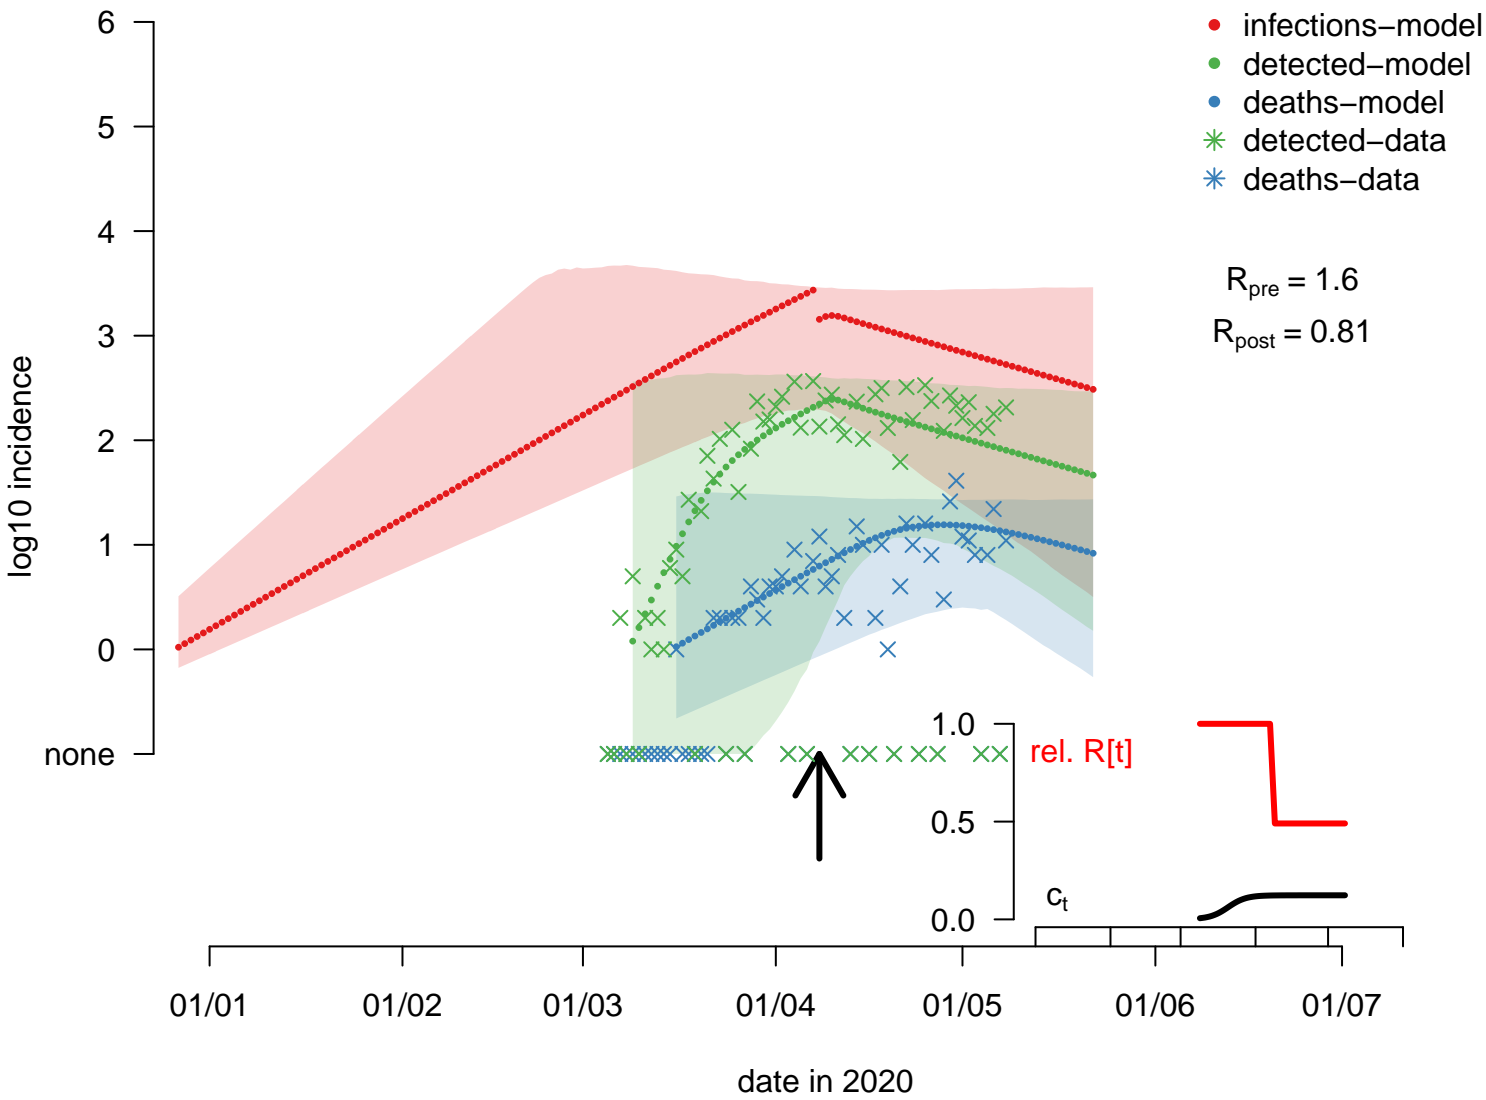 6
5
4
3
2
1
0
none
log10 incidence
infections−model
detected−model
deaths−model
detected−data
deaths−data
Rpre = 1.6
Rpost = 0.81
1.0
rel. R[t]
0.5
ct
0.0
01/01 01/02 01/03 01/04 01/05 01/06 01/07
date in 2020